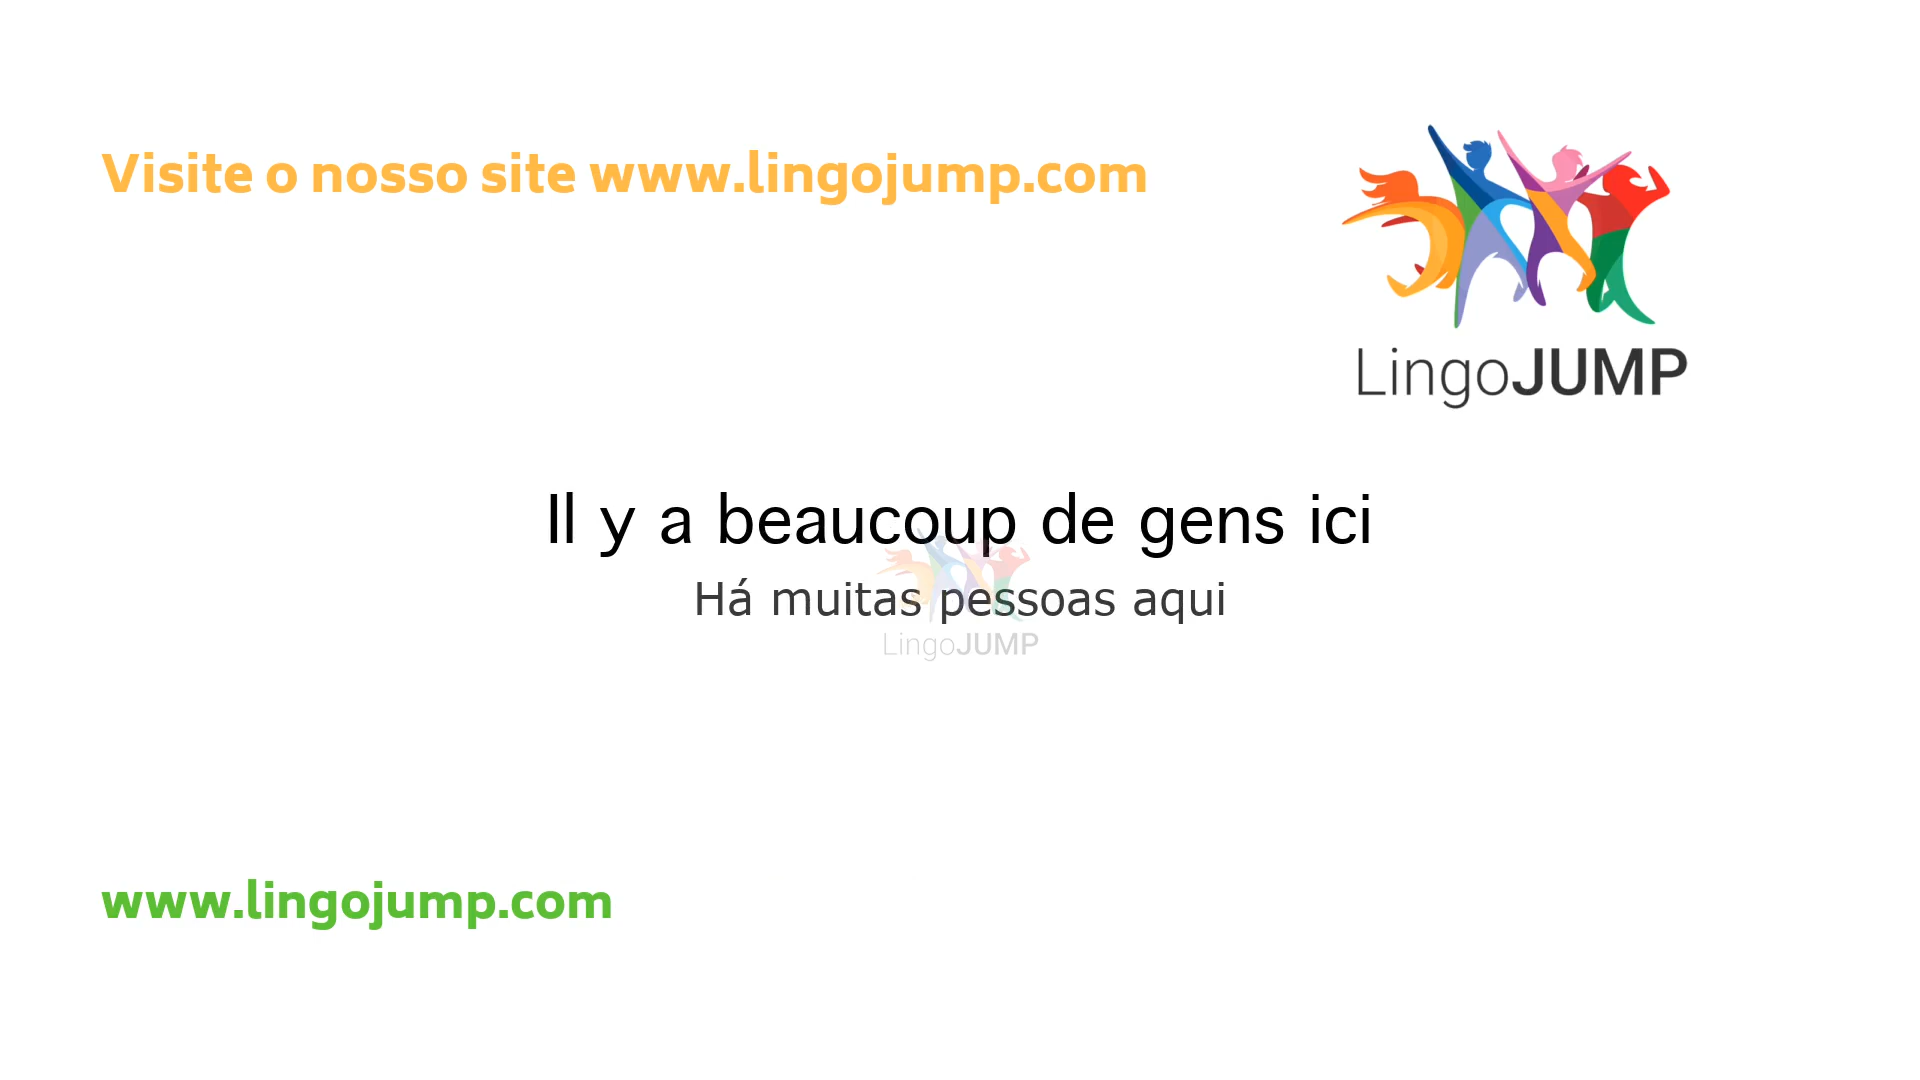 Visite o nosso site www.lingojump.com
LingoJUMP
Il y a beaucoup de gens ici
Há muitas pessoas aqui
LingoJUMP
www.lingojump.com